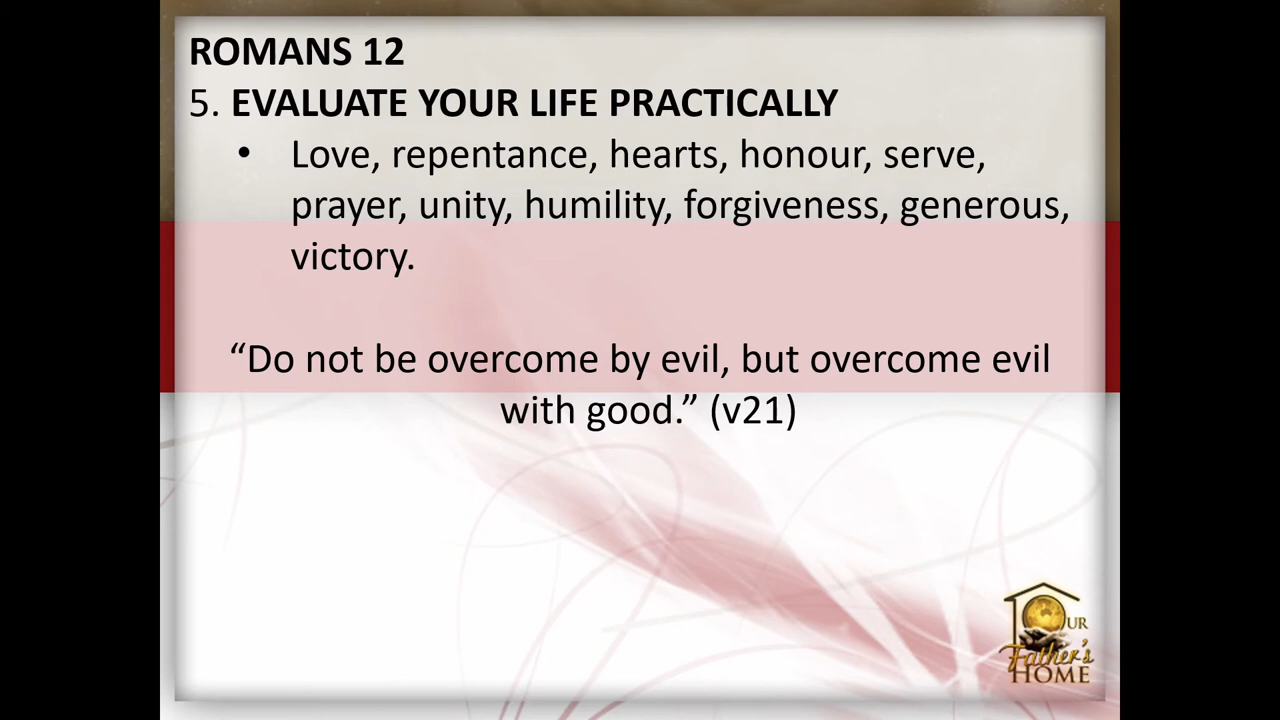 ROMANS 12
5. EVALUATE YOUR LIFE PRACTICALLY
• Love, repentance, hearts, honour, serve,
prayer, unity, humility, forgiveness, generous,
victory.
“Do not be overcome by evil, but overcome evil
with good.” (v21)
OUR
Father's
HOME